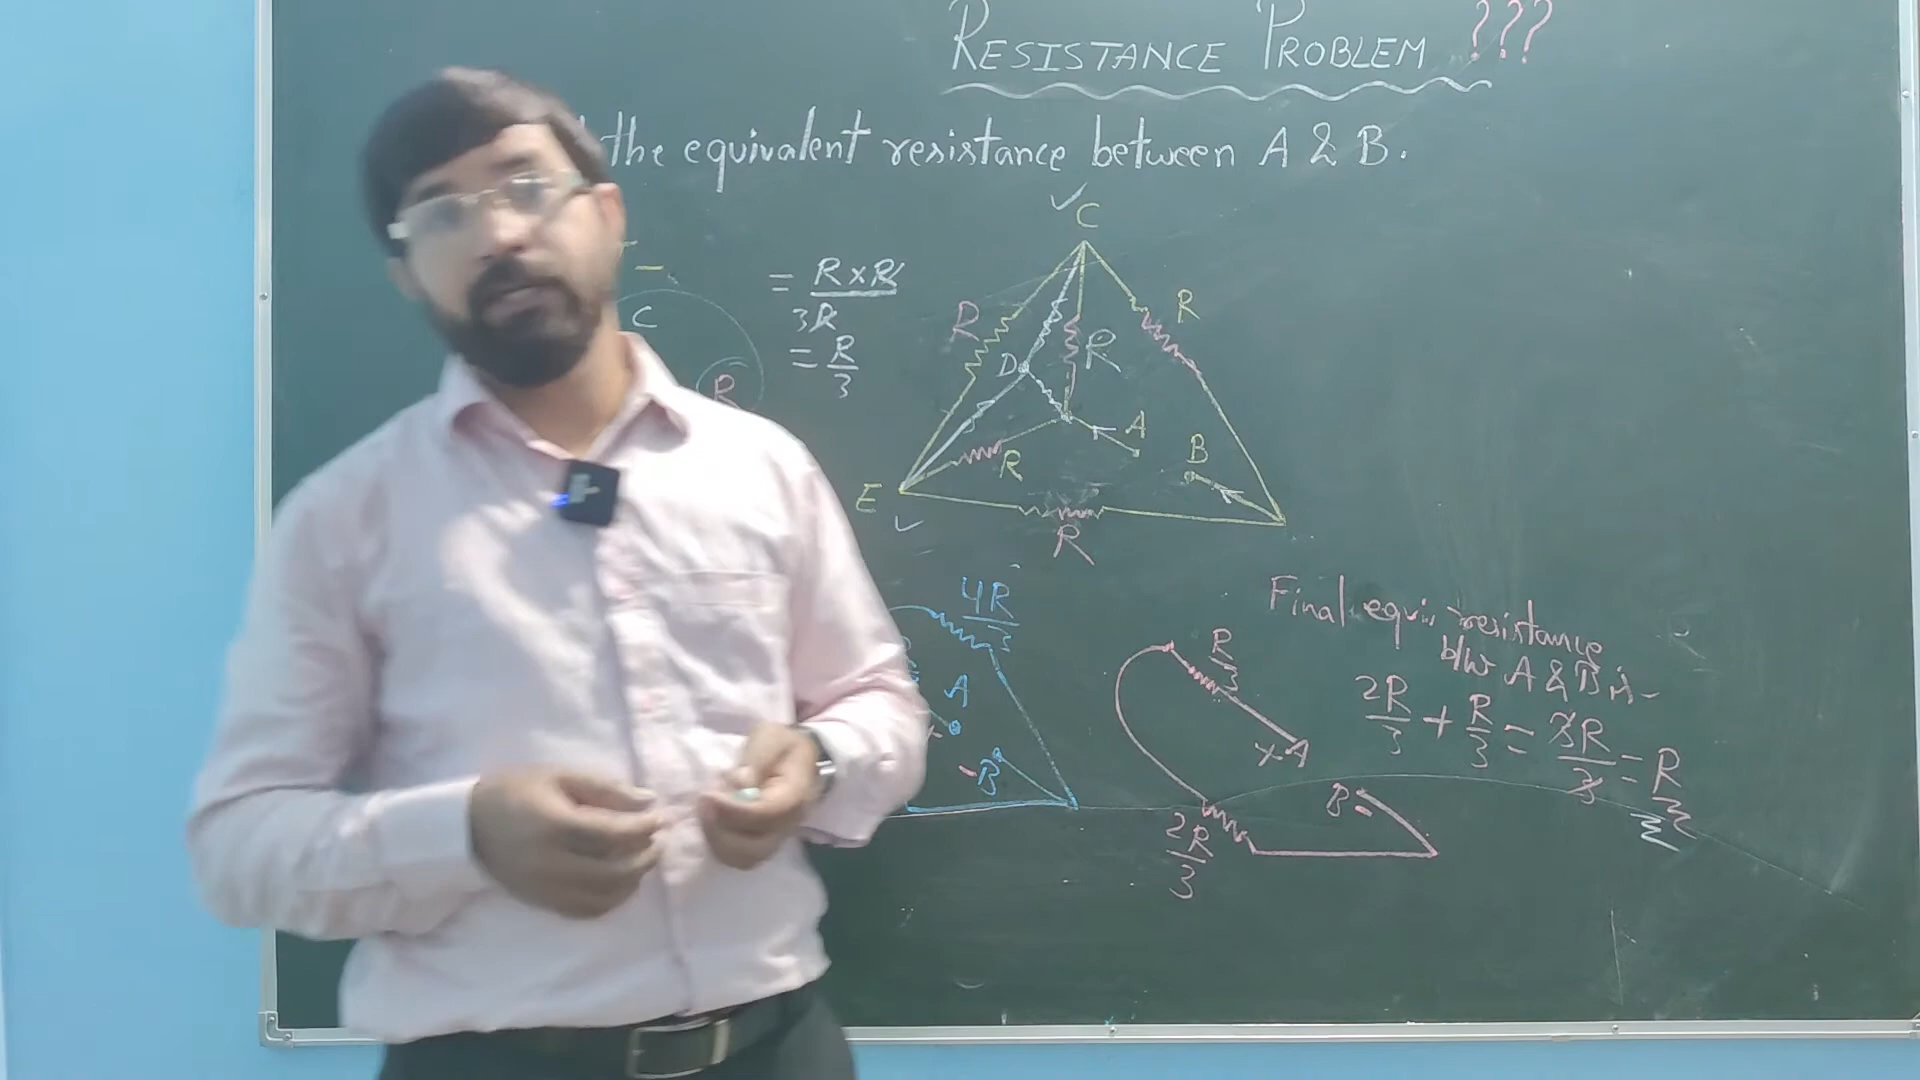 RESISTANCE PROBLEM ???
the equivalent resistance between A & B.
C
= R×R
3R
= R
3
C
R
R
R
R
D
A
B
R
E
R
4R
A
B
Final equi. resistance
b/w A & B is-
2R/3 + R/3 = 3R/3 = R
R
3
A
B
2R
3